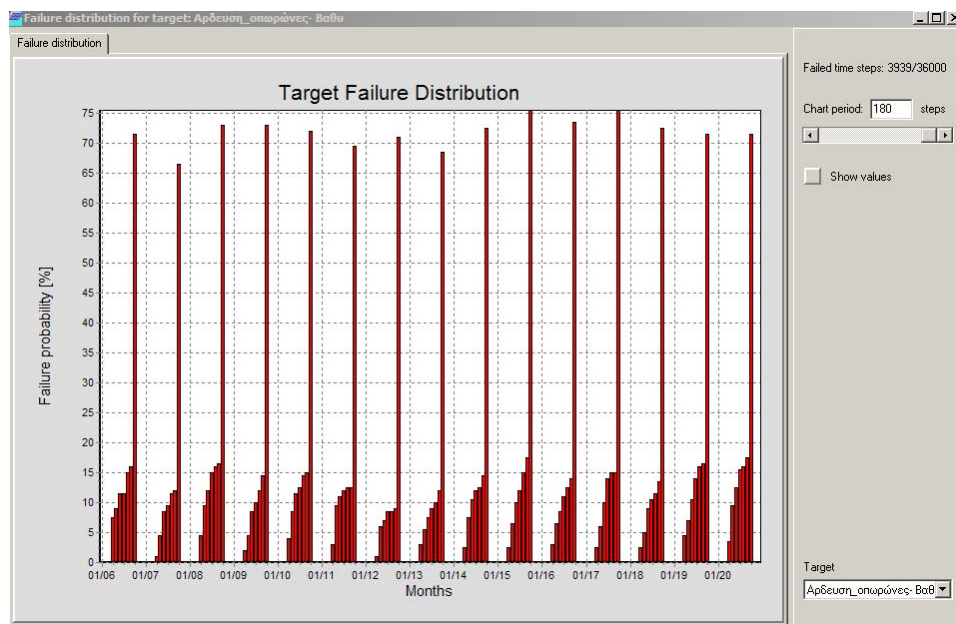 Failure distribution for target: Αρδευση_οπωρώνες- Βαθυ
Failure distribution
Target Failure Distribution
Failed time steps: 3939/36000
Chart period: 180 steps
Show values
Failure probability [%]
75
70
65
60
55
50
45
40
35
30
25
20
15
10
5
0
01/06 01/07 01/08 01/09 01/10 01/11 01/12 01/13 01/14 01/15 01/16 01/17 01/18 01/19 01/20
Months
Target
Αρδευση_οπωρώνες- Βαθ